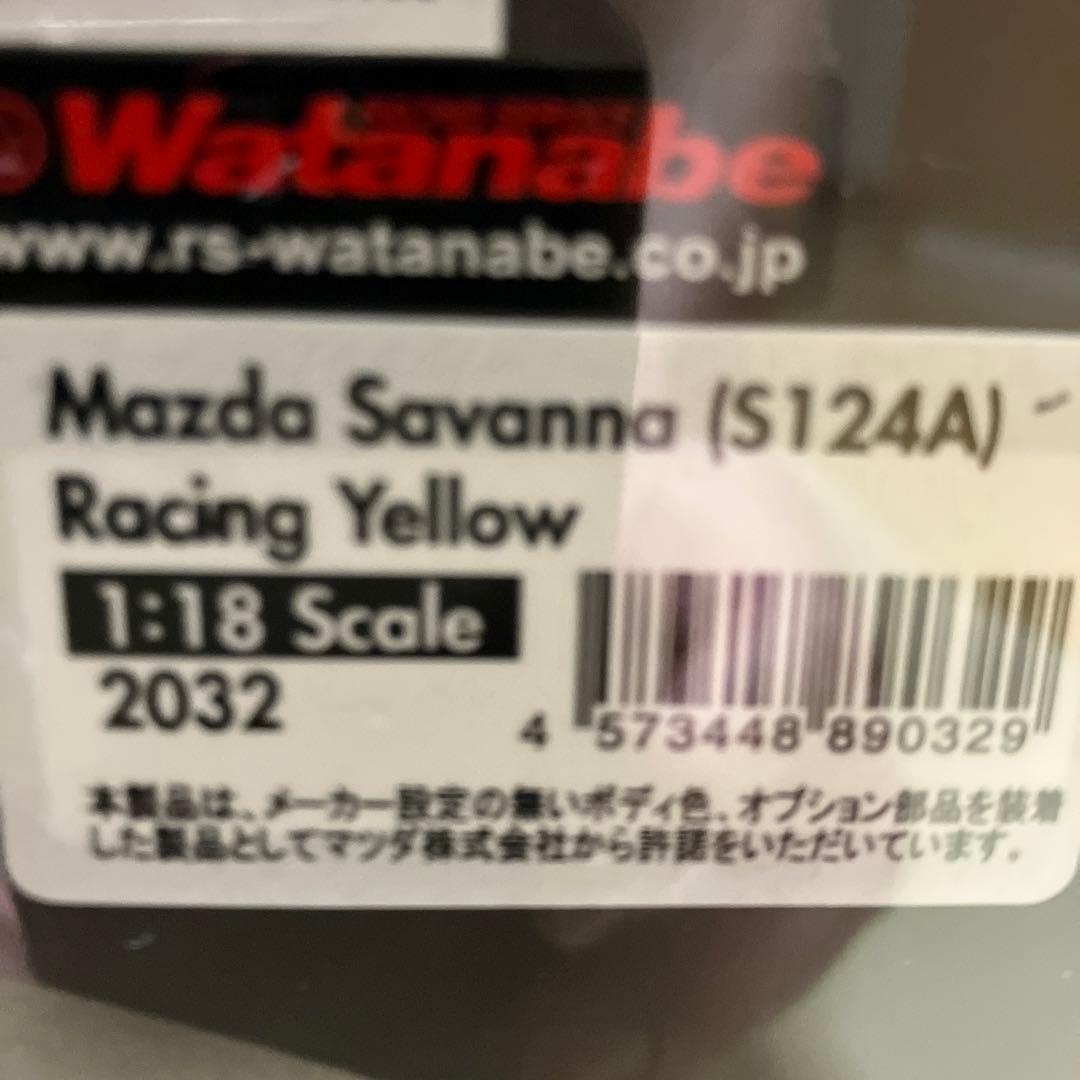 Watanabe
www.rs-watanabe.co.jp
Mazda Savanna (S124A)
Racing Yellow
1:18 Scale
2032
4 573448 890329
本製品は、メーカー設定の無いボディ色、オプション部品を装着
した製品としてマツダ株式会社から許諾をいただいています。